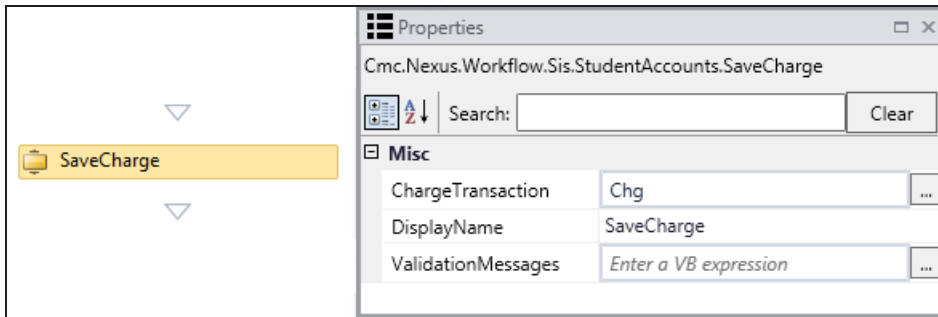 Properties
Cmc.Nexus.Workflow.Sis.StudentAccounts.SaveCharge
A
Z
Search:
Clear
SaveCharge
Misc
ChargeTransaction Chg ...
DisplayName SaveCharge
ValidationMessages Enter a VB expression ...